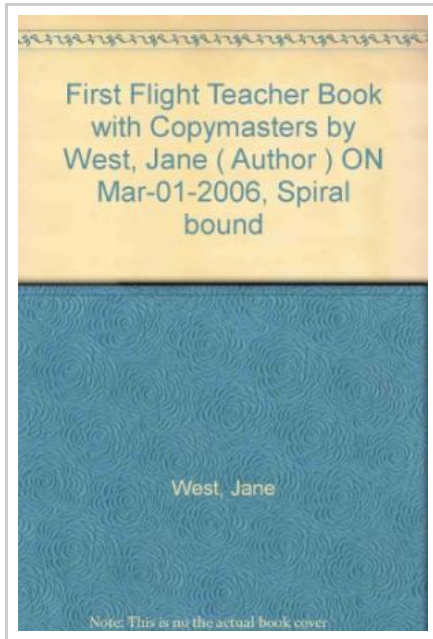 First Flight Teacher Book
with Copymasters by
West, Jane ( Author ) ON
Mar-01-2006, Spiral
bound
West, Jane
Note: This is no the actual book cover